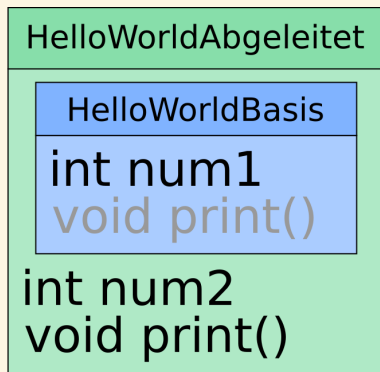 HelloWorldAbgeleitet
HelloWorldBasis
int num1
void print()
int num2
void print()